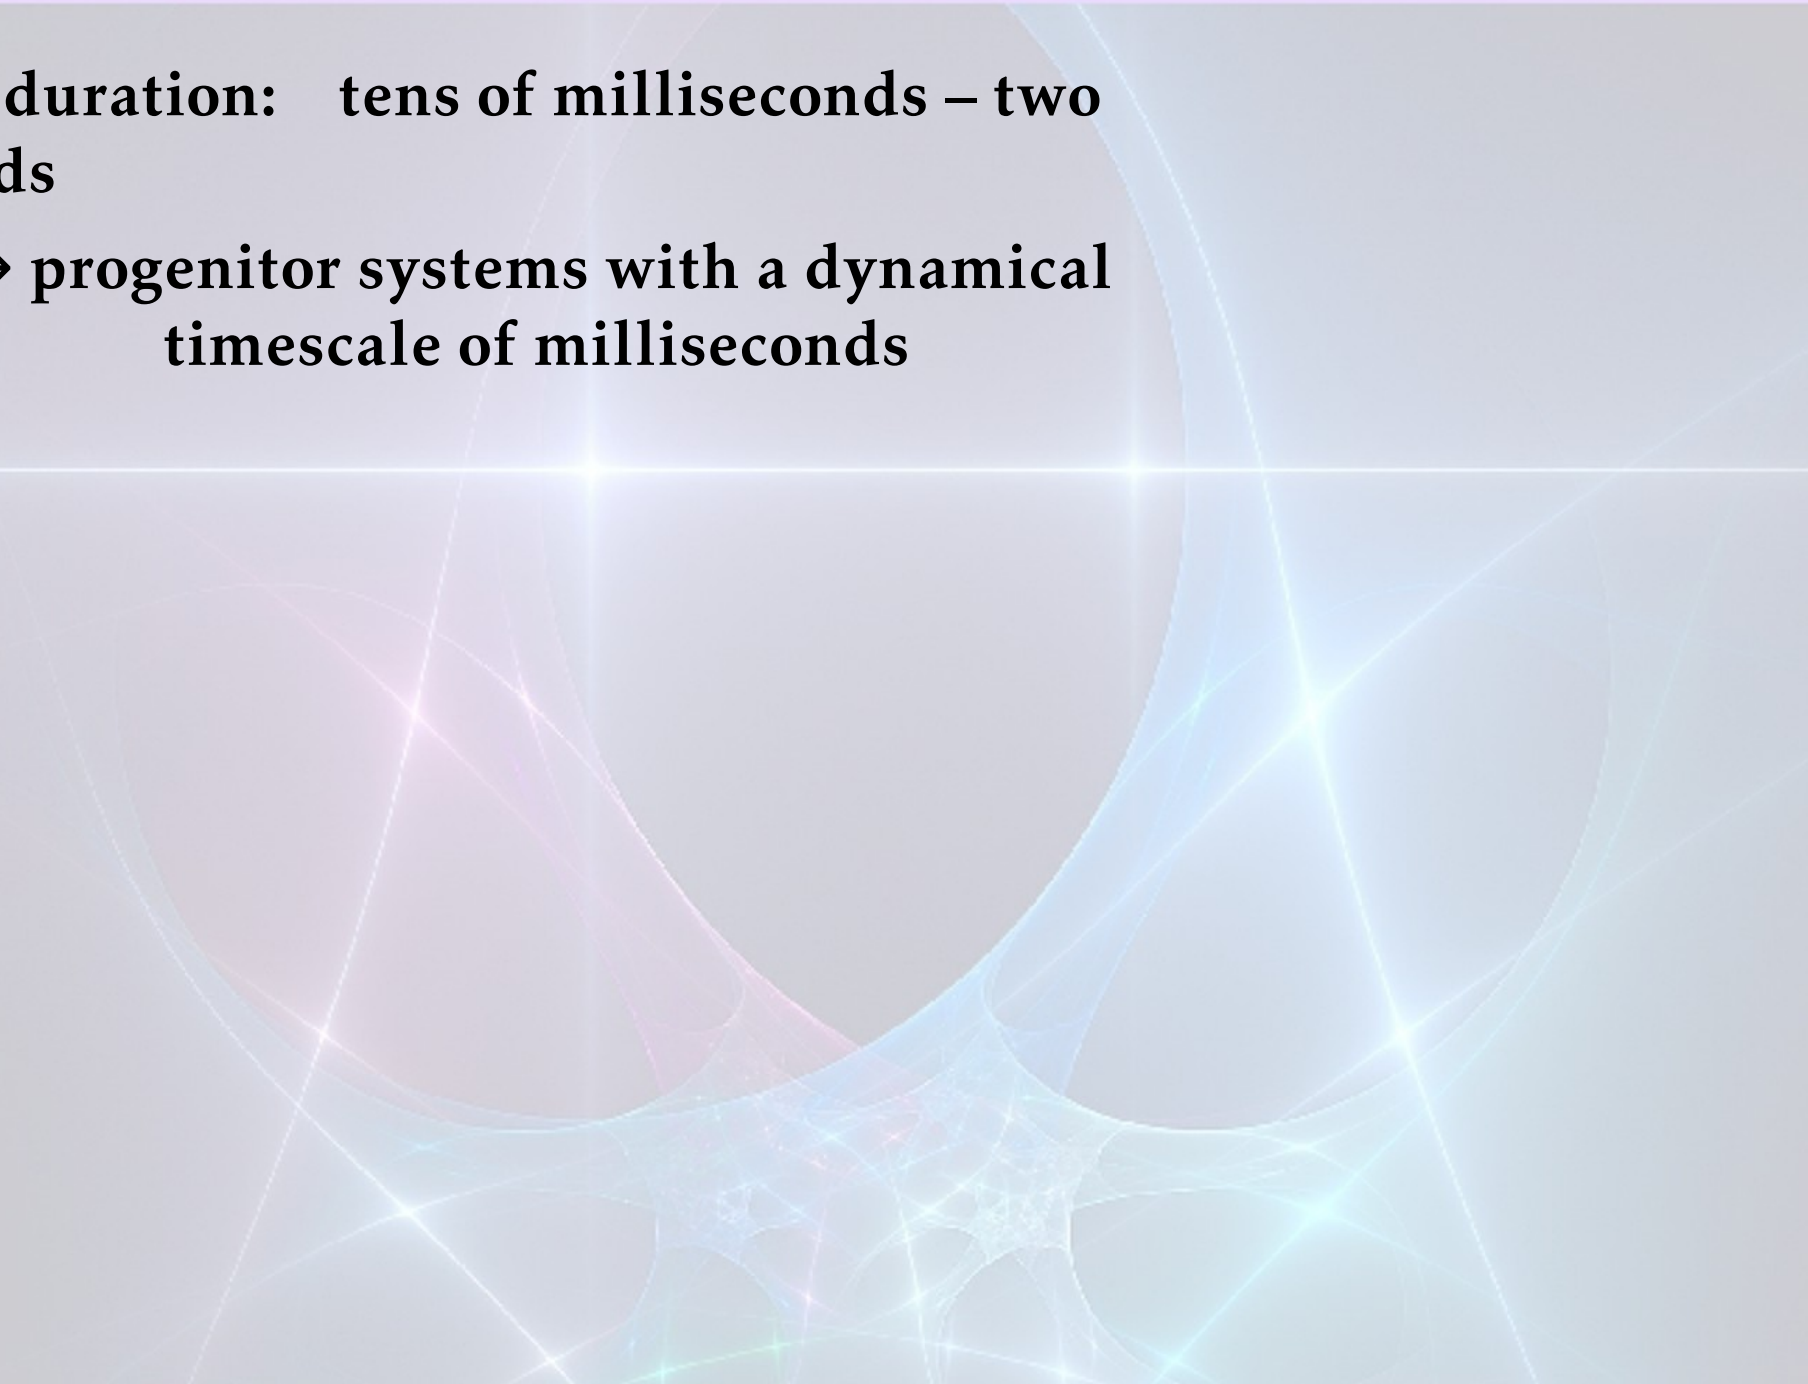 duration: tens of milliseconds – two
ds
progenitor systems with a dynamical
timescale of milliseconds